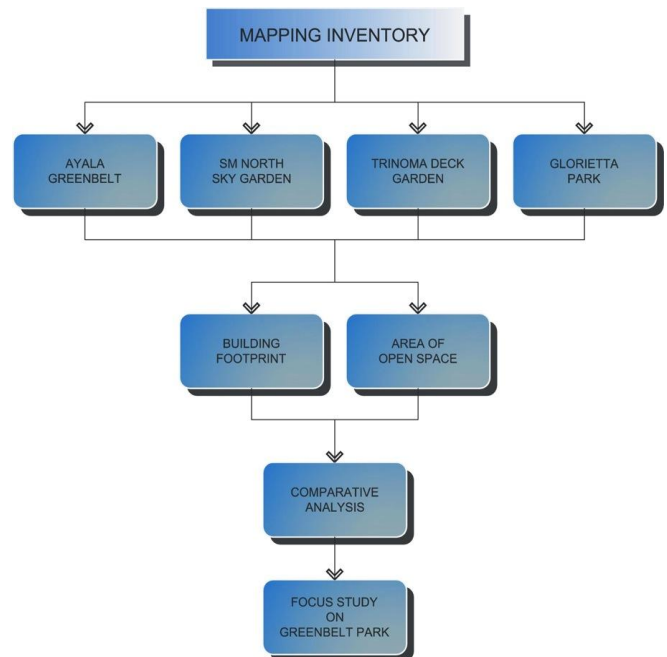 MAPPING INVENTORY
AYALA
GREENBELT
SM NORTH
SKY GARDEN
TRINOMA DECK
GARDEN
GLORIETTA
PARK
BUILDING
FOOTPRINT
AREA OF
OPEN SPACE
COMPARATIVE
ANALYSIS
FOCUS STUDY
ON
GREENBELT PARK